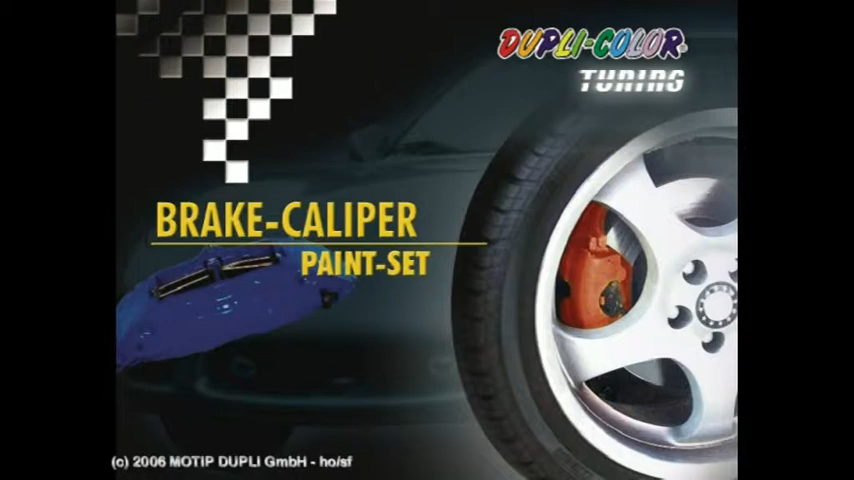 DUPLI-COLOR®
TUNING
BRAKE-CALIPER
PAINT-SET
(c) 2006 MOTIP DUPLI GmbH - ho/sf